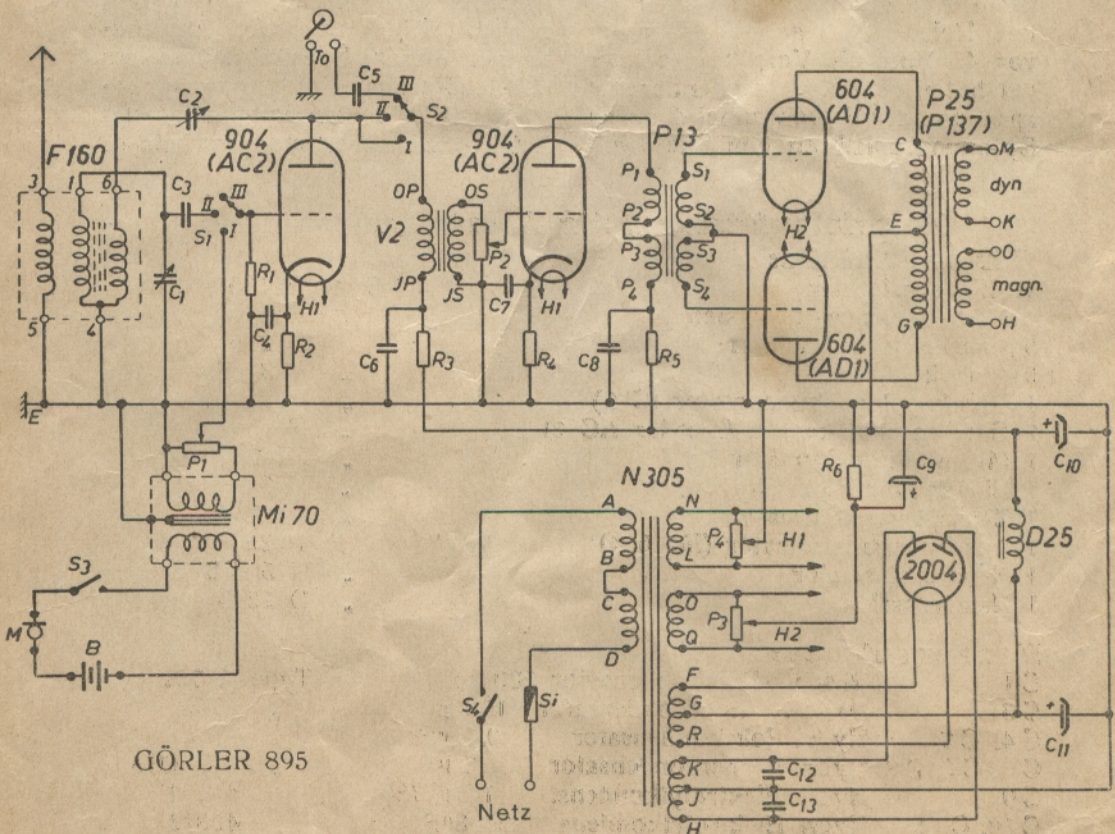 To
C5
III
II
S2
I
C2
904
(AC2)
904
(AC2)
604
(AD1)
P25
(P137)
F160
3
1
6
C3
II
III
S1
I
OP
OS
V2
P2
JP
JS
P13
P1
S1
P2
S2
P3
S3
P4
S4
H2
C
E
G
M
dyn
K
O
magn.
H
C1
R1
H1
C7
H1
5
4
C4
R2
C6
R3
R4
C8
R5
604
(AD1)
E
P1
Mi 70
S3
M
B
N305
A
N
B
P4
H1
L
C
O
P3
H2
D
Q
R6
C9
+
+
C10
2004
D25
S4
Si
F
G
R
K
C12
J
C13
H
+
C11
GÖRLER 895
Netz